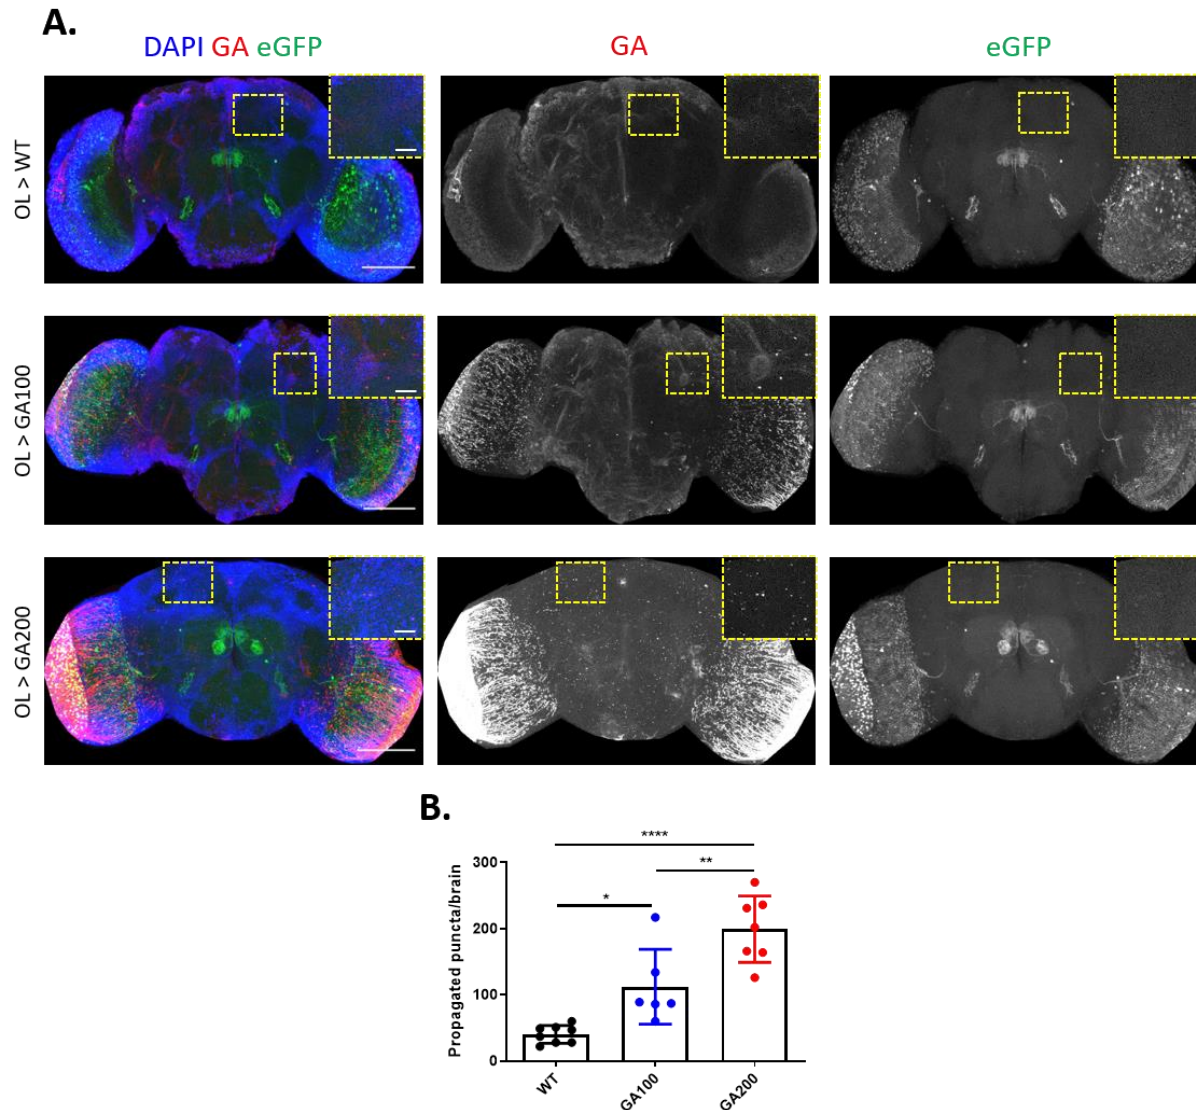 A.
DAPI GA eGFP
GA
eGFP
OL > WT
OL > GA100
OL > GA200
B.
****
**
*
Propagated puncta/brain
300
200
100
0
WT
GA100
GA200